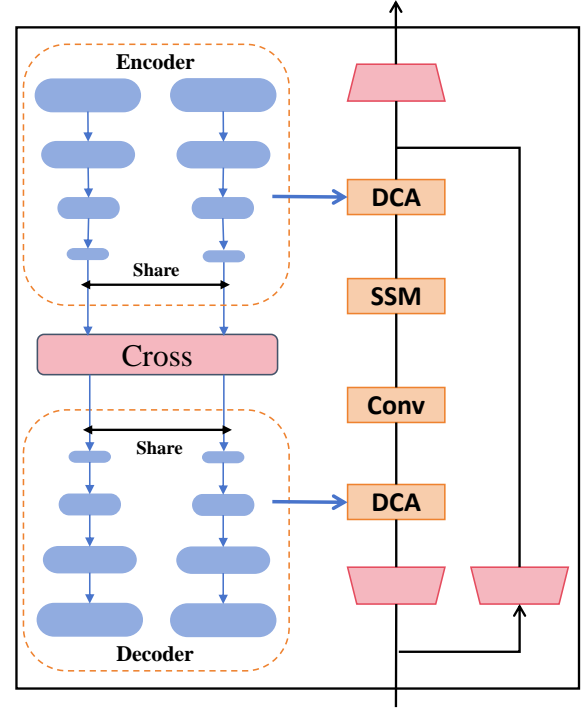 Encoder
Share
Cross
Share
Decoder
DCA
SSM
Conv
DCA